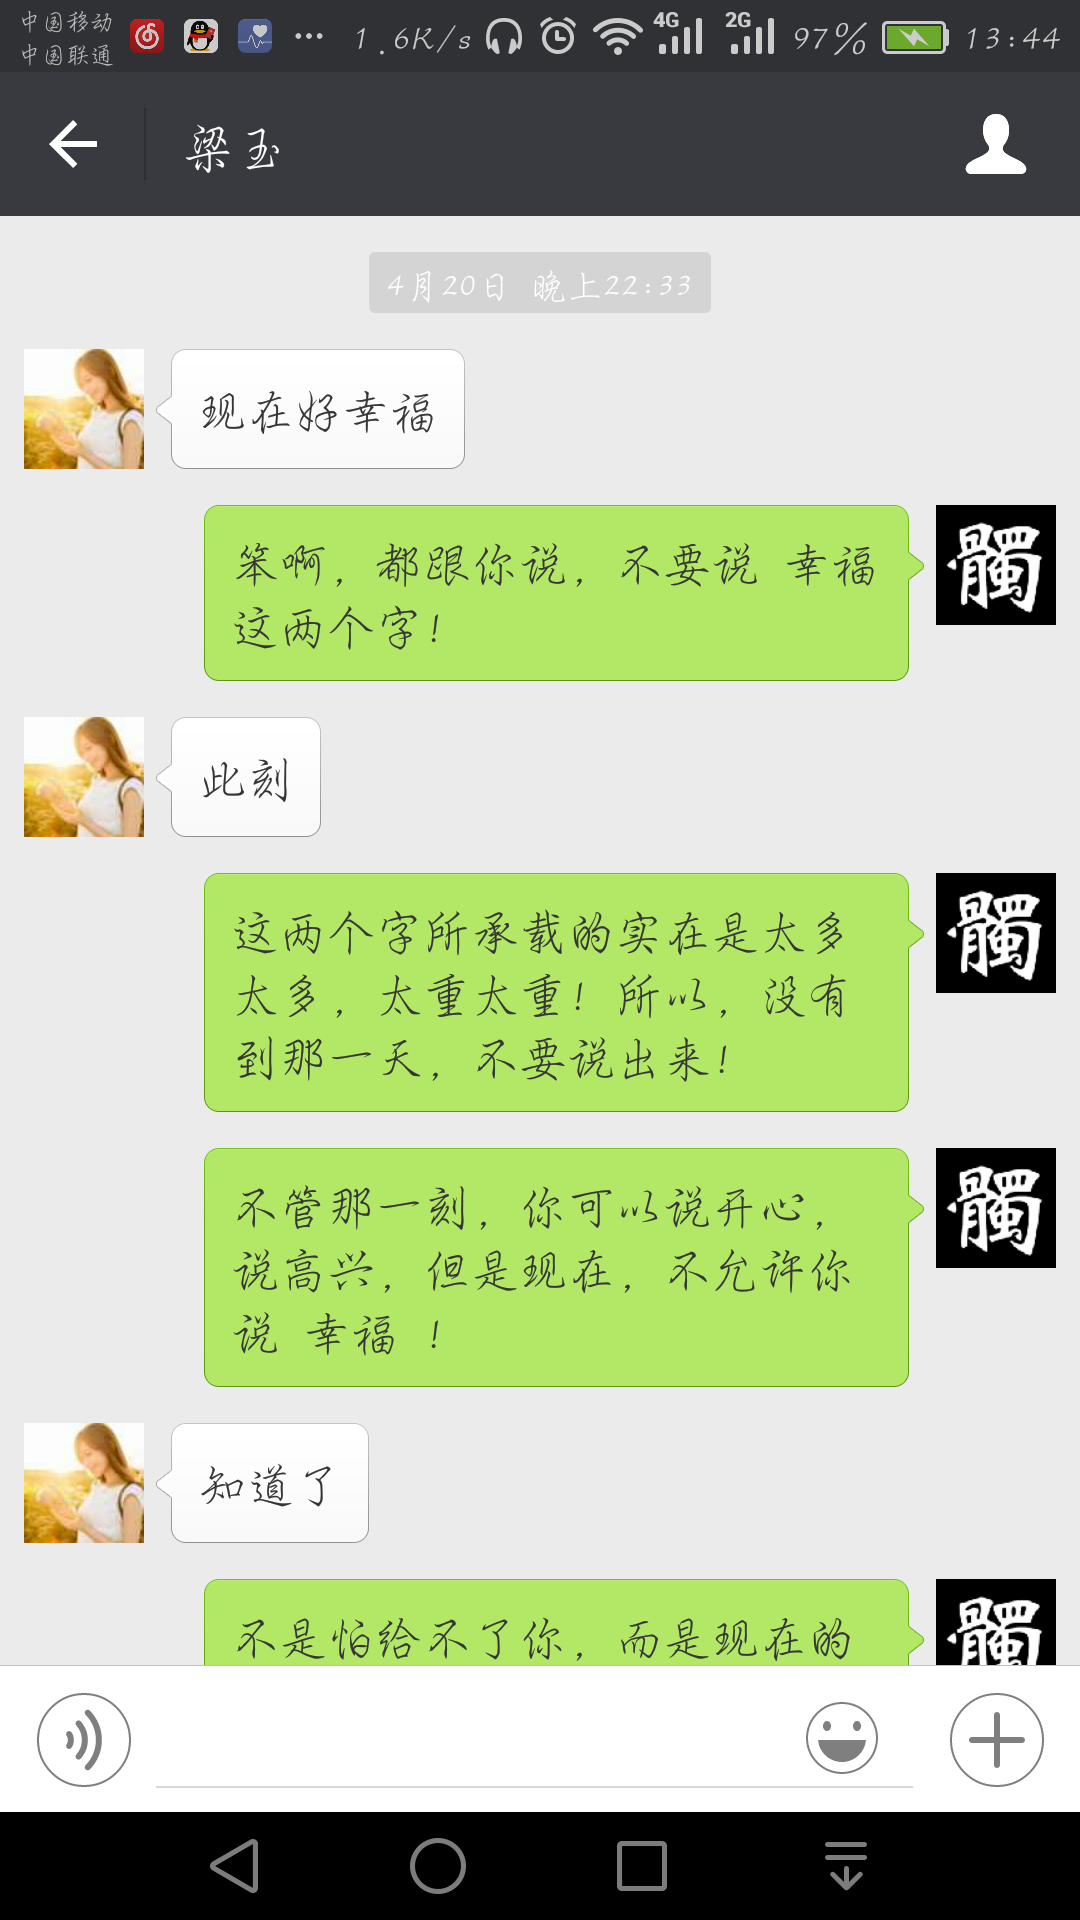 中国移动
中国联通
1.6K/s
4G
2G
97%
13:44
梁玉
4月20日 晚上22:33
现在好幸福
笨啊，都跟你说，不要说 幸福
这两个字！
此刻
这两个字所承载的实在是太多
太多，太重太重！所以，没有
到那一天，不要说出来！
不管那一刻，你可以说开心，
说高兴，但是现在，不允许你
说 幸福 ！
知道了
不是怕给不了你，而是现在的
髑
髑
髑
髑